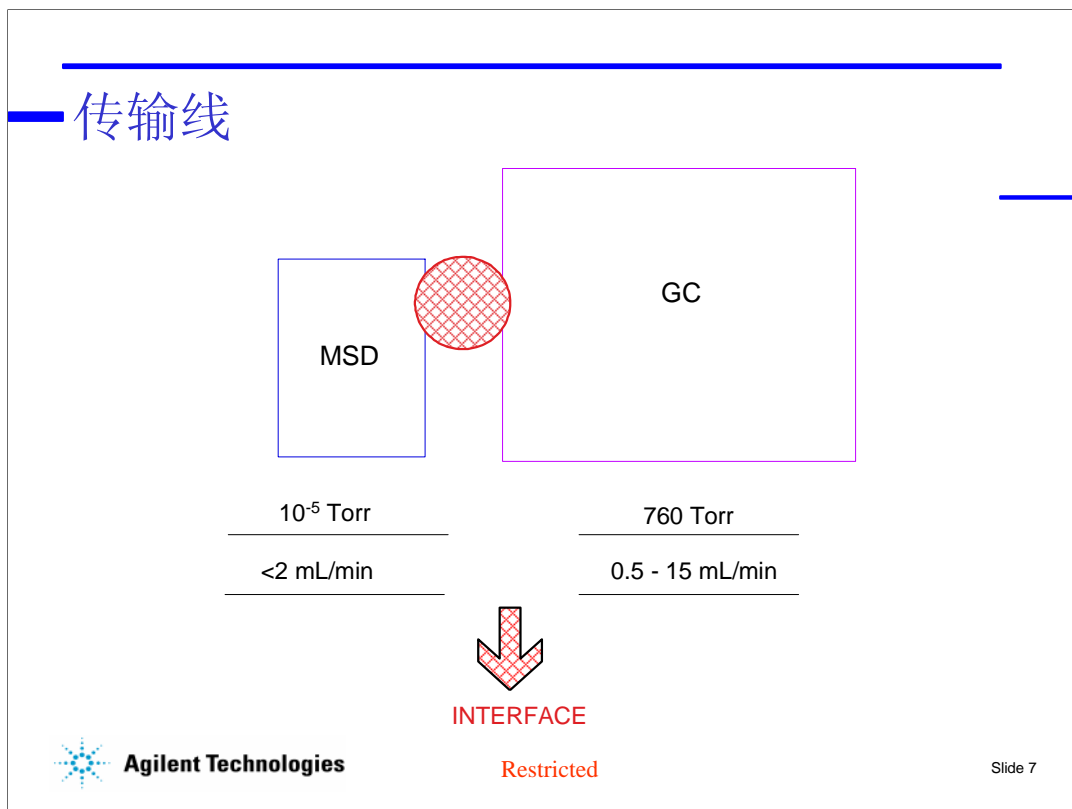 传输线
GC
MSD
10-5 Torr
760 Torr
<2 mL/min
0.5 - 15 mL/min
INTERFACE
Agilent Technologies
Restricted
Slide 7